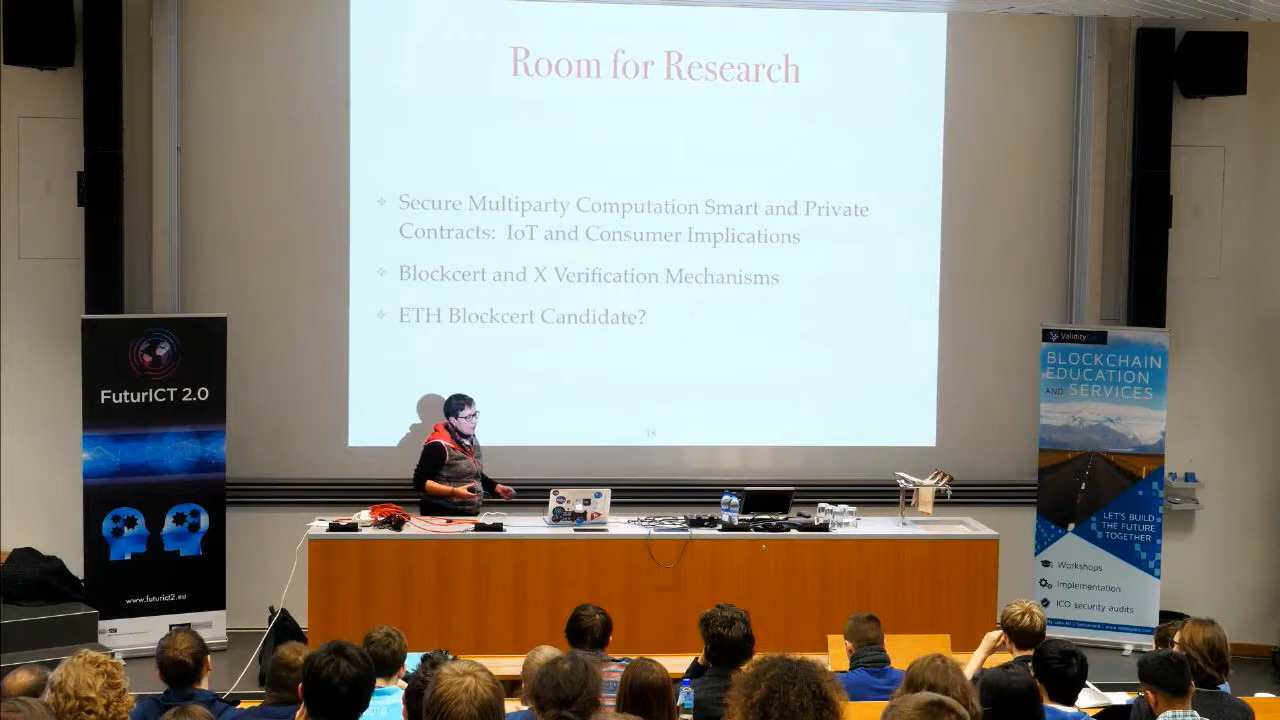 Room for Research
Secure Multiparty Computation Smart and Private
Contracts: IoT and Consumer Implications
Blockcert and X Verification Mechanisms
ETH Blockcert Candidate?
18
FuturICT 2.0
www.futurict2.eu
Validity
BLOCKCHAIN
EDUCATION
AND SERVICES
LET'S BUILD
THE FUTURE
TOGETHER
Workshops
Implementation
ICO security audits